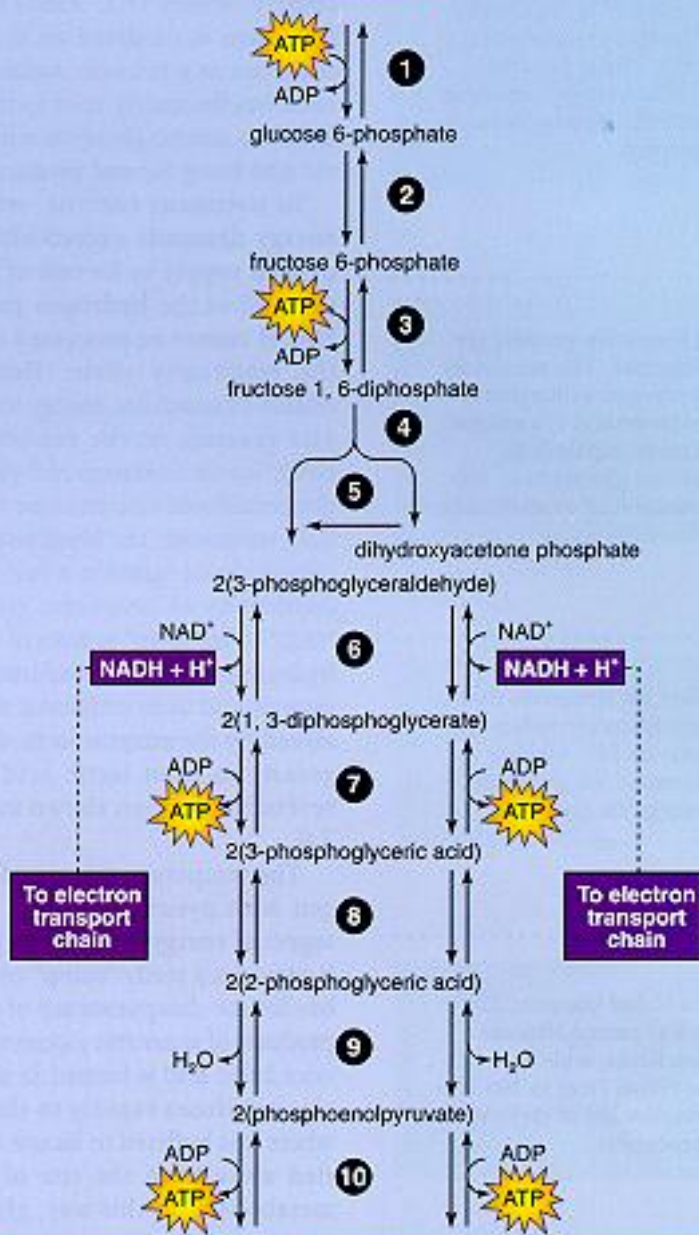 ATP
1
ADP
glucose 6-phosphate
2
fructose 6-phosphate
ATP
3
ADP
fructose 1, 6-diphosphate
4
5
dihydroxyacetone phosphate
2(3-phosphoglyceraldehyde)
NAD⁺ 6 NAD⁺
NADH + H⁺ NADH + H⁺
2(1, 3-diphosphoglycerate)
ADP 7 ADP
ATP ATP
2(3-phosphoglyceric acid)
To electron
transport
chain
8
To electron
transport
chain
2(2-phosphoglyceric acid)
H₂O 9 H₂O
2(phosphoenolpyruvate)
ADP 10 ADP
ATP ATP